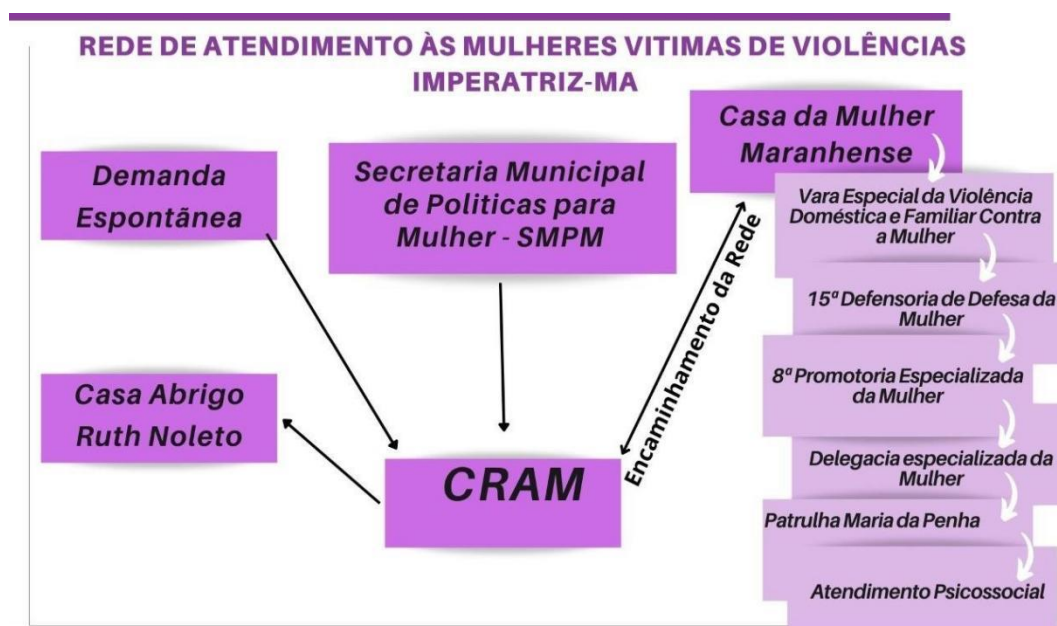 REDE DE ATENDIMENTO ÀS MULHERES VITIMAS DE VIOLÊNCIAS
IMPERATRIZ-MA
Demanda
Espontânea
Secretaria Municipal
de Politicas para
Mulher - SMPM
Casa da Mulher
Maranhense
Vara Especial da Violência
Doméstica e Familiar Contra
a Mulher
15ª Defensoria de Defesa da
Mulher
8ª Promotoria Especializada
da Mulher
Delegacia especializada da
Mulher
Patrulha Maria da Penha
Atendimento Psicossocial
Encaminhamento da Rede
Casa Abrigo
Ruth Noleto
CRAM